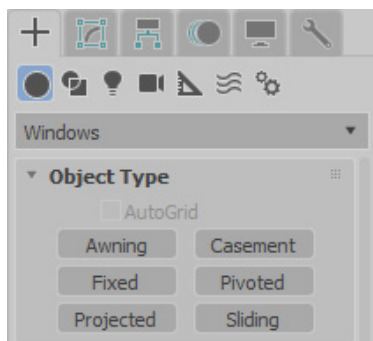 Windows
Object Type
AutoGrid
Awning Casement
Fixed Pivoted
Projected Sliding